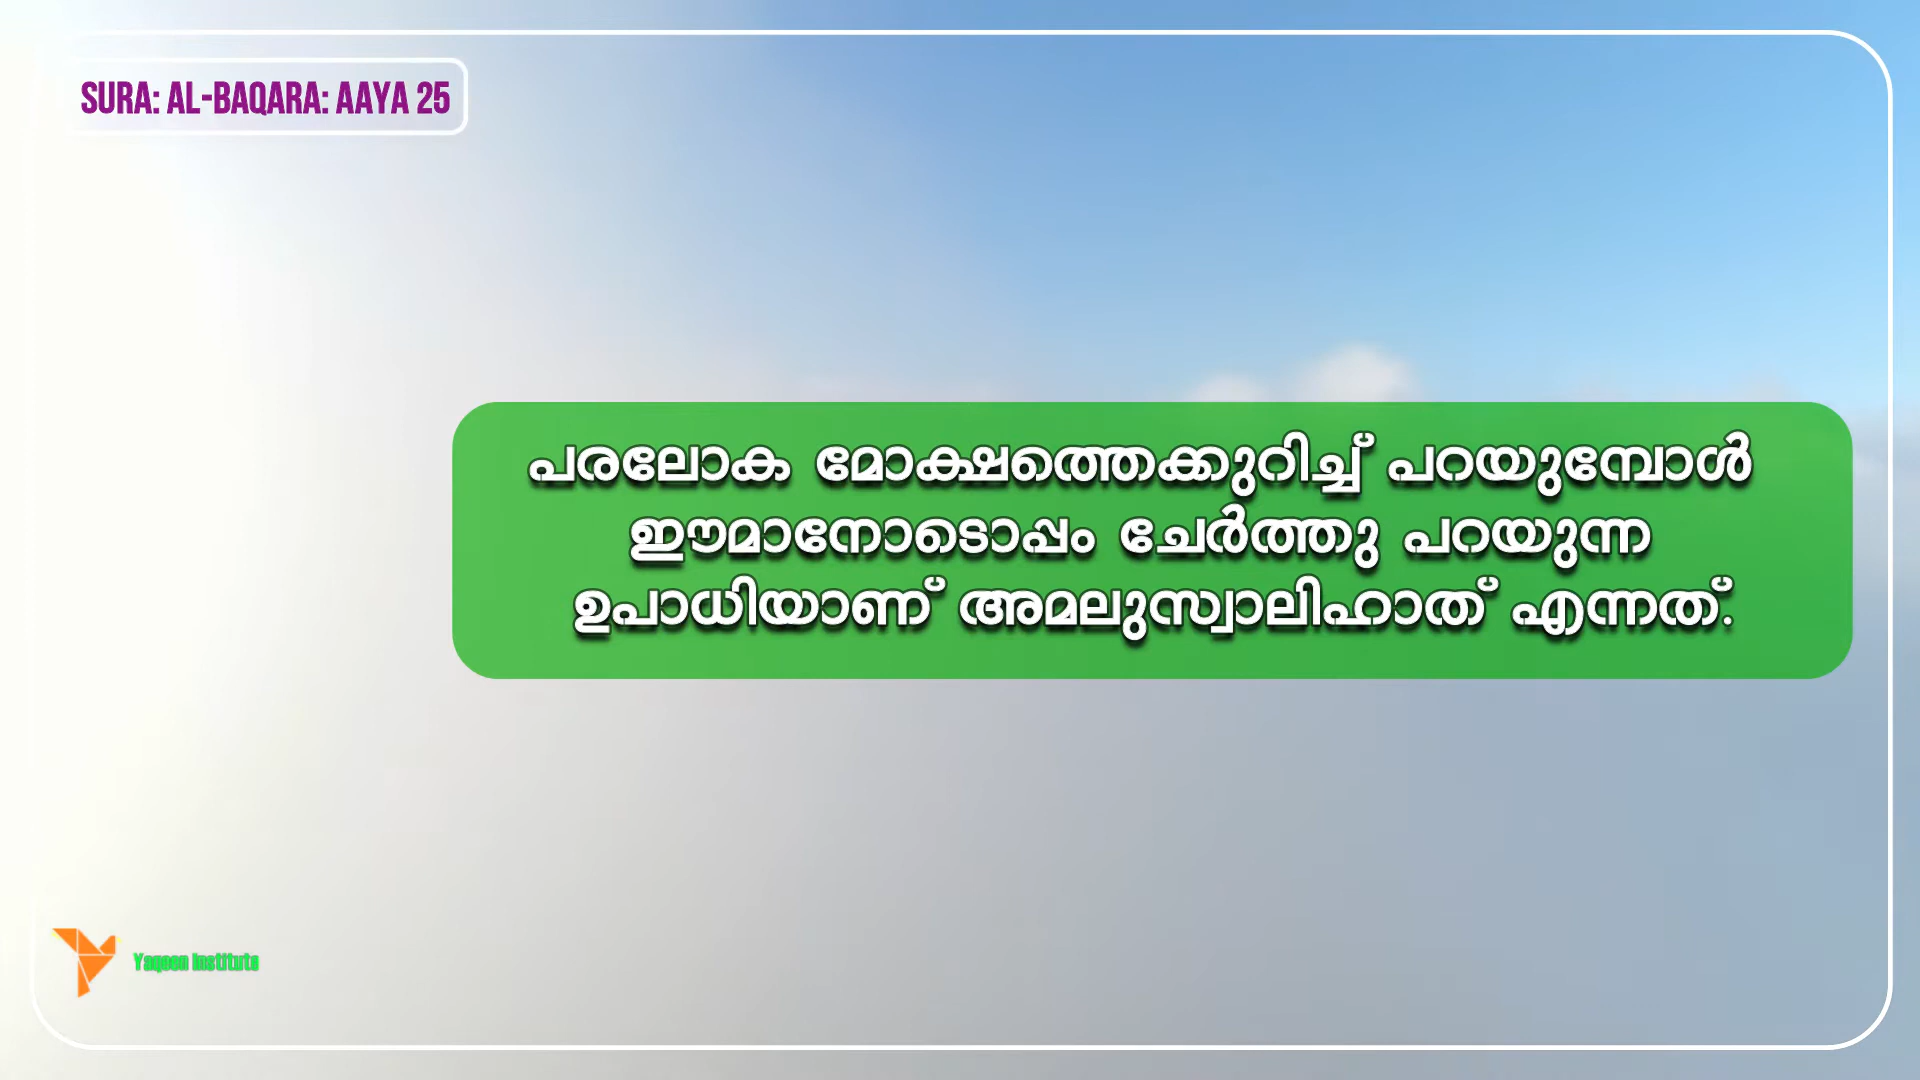 SURA: AL-BAQARA: AAYA 25
പരലോക മോക്ഷത്തെക്കുറിച്ച് പറയുമ്പോൾ
ഈമാനോടൊപ്പം ചേർത്തു പറയുന്ന
ഉപാധിയാണ് അമലുസ്വാലിഹാത് എന്നത്.
Yaqeen Institute